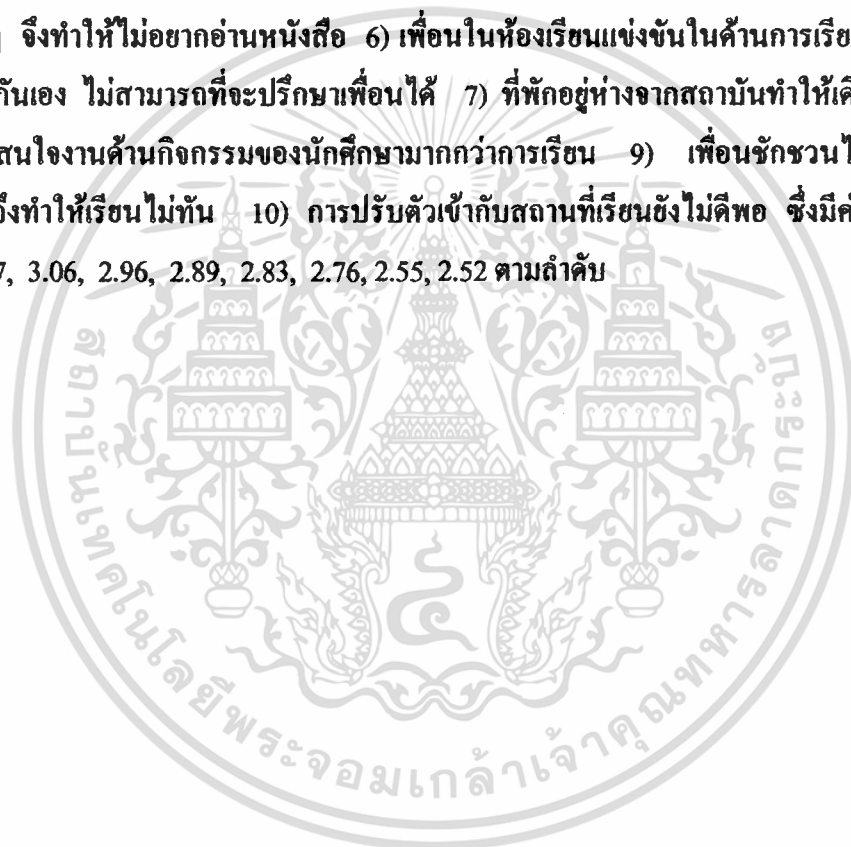 จึงทำให้ไม่อยากอ่านหนังสือ 6) เพื่อนในห้องเรียนแข่งขันในด้านการเรีย
กันเอง ไม่สามารถที่จะปรึกษาเพื่อนได้ 7) ที่พักอยู่ห่างจากสถาบันทำให้เดิ
สนใจงานด้านกิจกรรมของนักศึกษามากกว่าการเรียน 9) เพื่อนชักชวนไ
จึงทำให้เรียนไม่ทัน 10) การปรับตัวเข้ากับสถานที่เรียนยังไม่ดีพอ ซึ่งมีค่
7, 3.06, 2.96, 2.89, 2.83, 2.76, 2.55, 2.52 ตามลำดับ
สถาบันเทคโนโลยีพระจอมเกล้าเจ้าคุณทหารลาดกระบัง